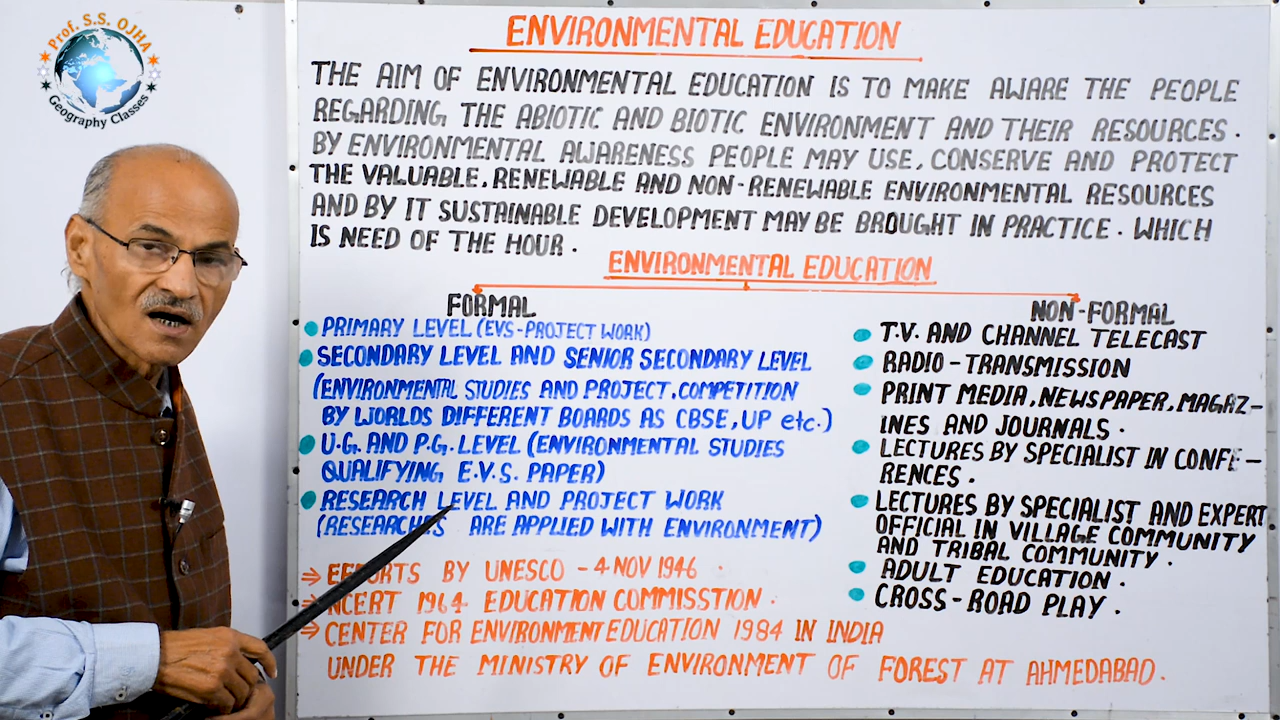 Prof. S.S. OJHA
Geography Classes
ENVIRONMENTAL EDUCATION
THE AIM OF ENVIRONMENTAL EDUCATION IS TO MAKE AWARE THE PEOPLE
REGARDING THE ABIOTIC AND BIOTIC ENVIRONMENT AND THEIR RESOURCES.
BY ENVIRONMENTAL AWARENESS PEOPLE MAY USE, CONSERVE AND PROTECT
THE VALUABLE, RENEWABLE AND NON-RENEWABLE ENVIRONMENTAL RESOURCES
AND BY IT SUSTAINABLE DEVELOPMENT MAY BE BROUGHT IN PRACTICE. WHICH
IS NEED OF THE HOUR.
ENVIRONMENTAL EDUCATION
FORMAL
PRIMARY LEVEL (EVS-PROJECT WORK)
SECONDARY LEVEL AND SENIOR SECONDARY LEVEL
(ENVIRONMENTAL STUDIES AND PROJECT, COMPETITION
BY WORLDS DIFFERENT BOARDS AS CBSE, UP etc.)
U.G. AND P.G. LEVEL (ENVIRONMENTAL STUDIES
QUALIFYING E.V.S. PAPER)
RESEARCH LEVEL AND PROJECT WORK
(RESEARCHES ARE APPLIED WITH ENVIRONMENT)
NON-FORMAL
T.V. AND CHANNEL TELECAST
RADIO-TRANSMISSION
PRINT MEDIA, NEWSPAPER, MAGAZ-
INES AND JOURNALS.
LECTURES BY SPECIALIST IN CONFE-
RENCES.
LECTURES BY SPECIALIST AND EXPERT
OFFICIAL IN VILLAGE COMMUNITY
AND TRIBAL COMMUNITY.
ADULT EDUCATION.
CROSS-ROAD PLAY.
⇒ EFFORTS BY UNESCO - 4 NOV 1946
⇒ NCERT 1964 EDUCATION COMMISSTION.
⇒ CENTER FOR ENVIRONMENT EDUCATION 1984 IN INDIA
UNDER THE MINISTRY OF ENVIRONMENT OF FOREST AT AHMEDABAD.